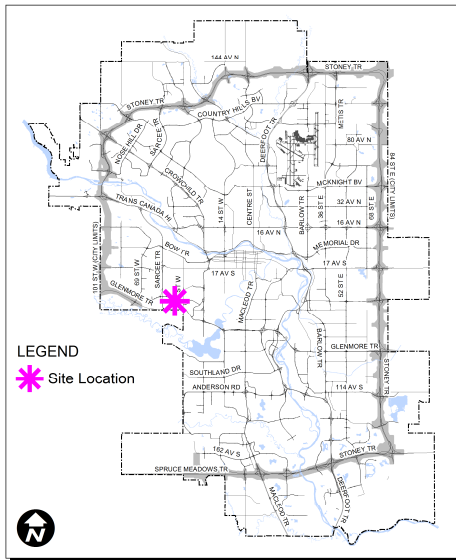 144 AV N
STONEY TR
STONEY TR
COUNTRY HILLS BV
METIS TR
DEERFOOT TR
SARCEE TR
NOSE HILL DR
80 AV N
84 ST E (CITY LIMITS)
CROWCHILD TR
MCKNIGHT BV
TRANS CANADA HI
14 ST W
CENTRE ST
BARLOW TR
36 ST E
32 AV N
68 ST E
16 AV N
16 AV N
101 ST W (CITY LIMITS)
69 ST W
SARCEE TR
BOW TR
MEMORIAL DR
17 AV S
17 AV S
52 ST E
GLENMORE TR
MACLEOD TR
BARLOW TR
GLENMORE TR
LEGEND
Site Location
SOUTHLAND DR
ANDERSON RD
114 AV S
STONEY TR
162 AV S
STONEY TR
SPRUCE MEADOWS TR
MACLEOD TR
DEERFOOT TR
N